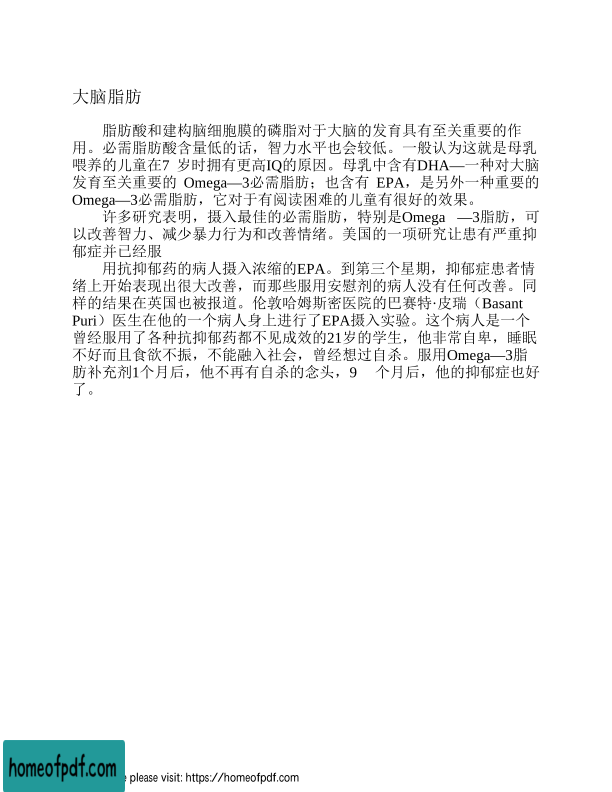 大脑脂肪
脂肪酸和建构脑细胞膜的磷脂对于大脑的发育具有至关重要的作
用。必需脂肪酸含量低的话，智力水平也会较低。一般认为这就是母乳
喂养的儿童在7 岁时拥有更高IQ的原因。母乳中含有DHA—一种对大脑
发育至关重要的 Omega—3必需脂肪；也含有 EPA，是另外一种重要的
Omega—3必需脂肪，它对于有阅读困难的儿童有很好的效果。
许多研究表明，摄入最佳的必需脂肪，特别是Omega —3脂肪，可
以改善智力、减少暴力行为和改善情绪。美国的一项研究让患有严重抑
郁症并已经服
用抗抑郁药的病人摄入浓缩的EPA。到第三个星期，抑郁症患者情
绪上开始表现出很大改善，而那些服用安慰剂的病人没有任何改善。同
样的结果在英国也被报道。伦敦哈姆斯密医院的巴赛特·皮瑞（Basant
Puri）医生在他的一个病人身上进行了EPA摄入实验。这个病人是一个
曾经服用了各种抗抑郁药都不见成效的21岁的学生，他非常自卑，睡眠
不好而且食欲不振，不能融入社会，曾经想过自杀。服用Omega—3脂
肪补充剂1个月后，他不再有自杀的念头，9 个月后，他的抑郁症也好
了。
homeofpdf.com
e please visit: https://homeofpdf.com